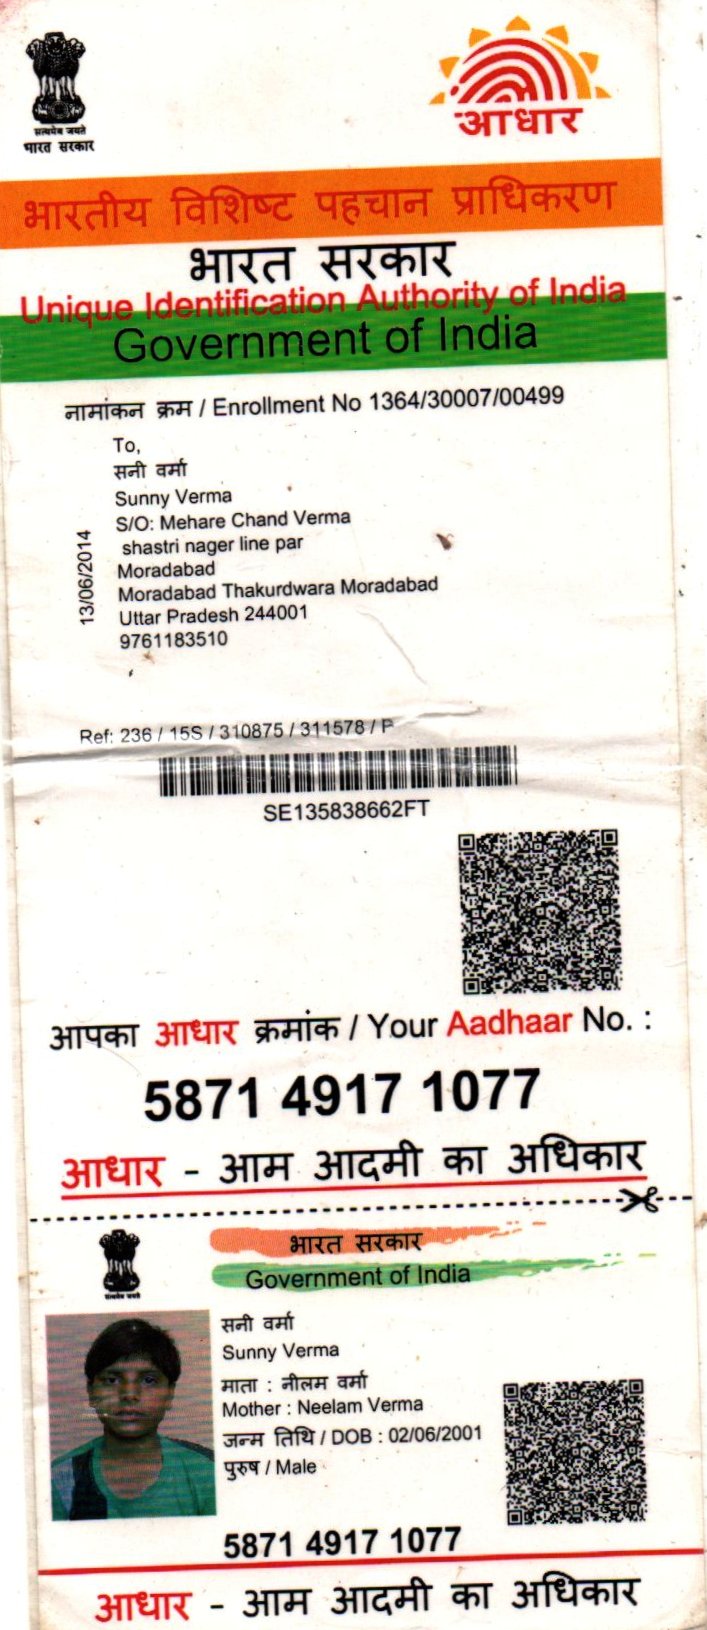 सत्यमेव जयते
भारत सरकार
आधार
भारतीय विशिष्ट पहचान प्राधिकरण
भारत सरकार
Unique Identification Authority of India
Government of India
नामांकन क्रम / Enrollment No 1364/30007/00499
To,
सनी वर्मा
Sunny Verma
S/O: Mehare Chand Verma
shastri nager line par
Moradabad
Moradabad Thakurdwara Moradabad
Uttar Pradesh 244001
9761183510
13/06/2014
Ref: 236 / 15S / 310875 / 311578 / P
SE135838662FT
आपका आधार क्रमांक / Your Aadhaar No. :
5871 4917 1077
आधार - आम आदमी का अधिकार
भारत सरकार
Government of India
सत्यमेव जयते
सनी वर्मा
Sunny Verma
माता : नीलम वर्मा
Mother : Neelam Verma
जन्म तिथि / DOB : 02/06/2001
पुरुष / Male
5871 4917 1077
आधार - आम आदमी का अधिकार